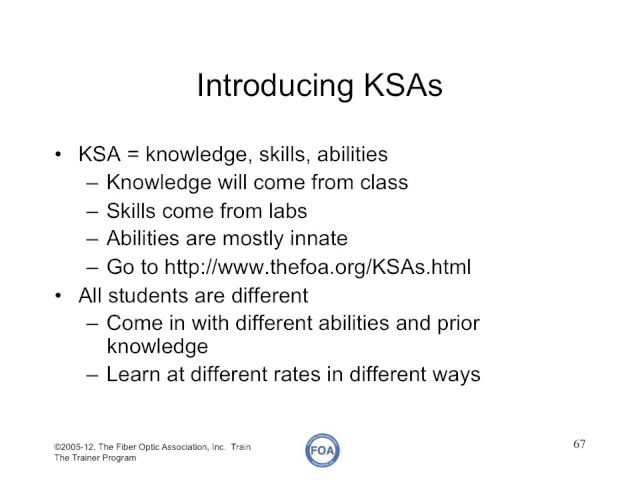 Introducing KSAs
• KSA = knowledge, skills, abilities
– Knowledge will come from class
– Skills come from labs
– Abilities are mostly innate
– Go to http://www.thefoa.org/KSAs.html
• All students are different
– Come in with different abilities and prior
knowledge
– Learn at different rates in different ways
©2005-12, The Fiber Optic Association, Inc. Train
The Trainer Program
FOA
67